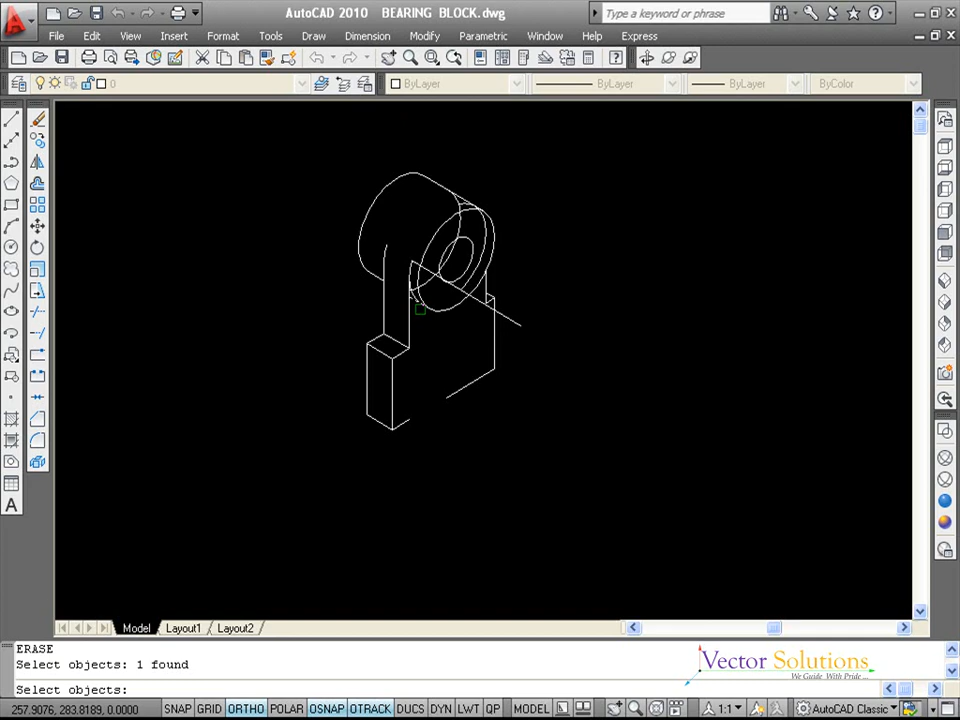 AutoCAD 2010 BEARING BLOCK.dwg
Type a keyword or phrase
File Edit View Insert Format Tools Draw Dimension Modify Parametric Window Help Express
0 ByLayer ByLayer ByLayer ByColor
A
Model Layout1 Layout2
ERASE
Select objects: 1 found
Select objects:
Vector Solutions
We Guide With Pride...
257.9076, 283.8189, 0.0000 SNAP GRID ORTHO POLAR OSNAP OTRACK DUCS DYN LWT QP MODEL 1:1 AutoCAD Classic